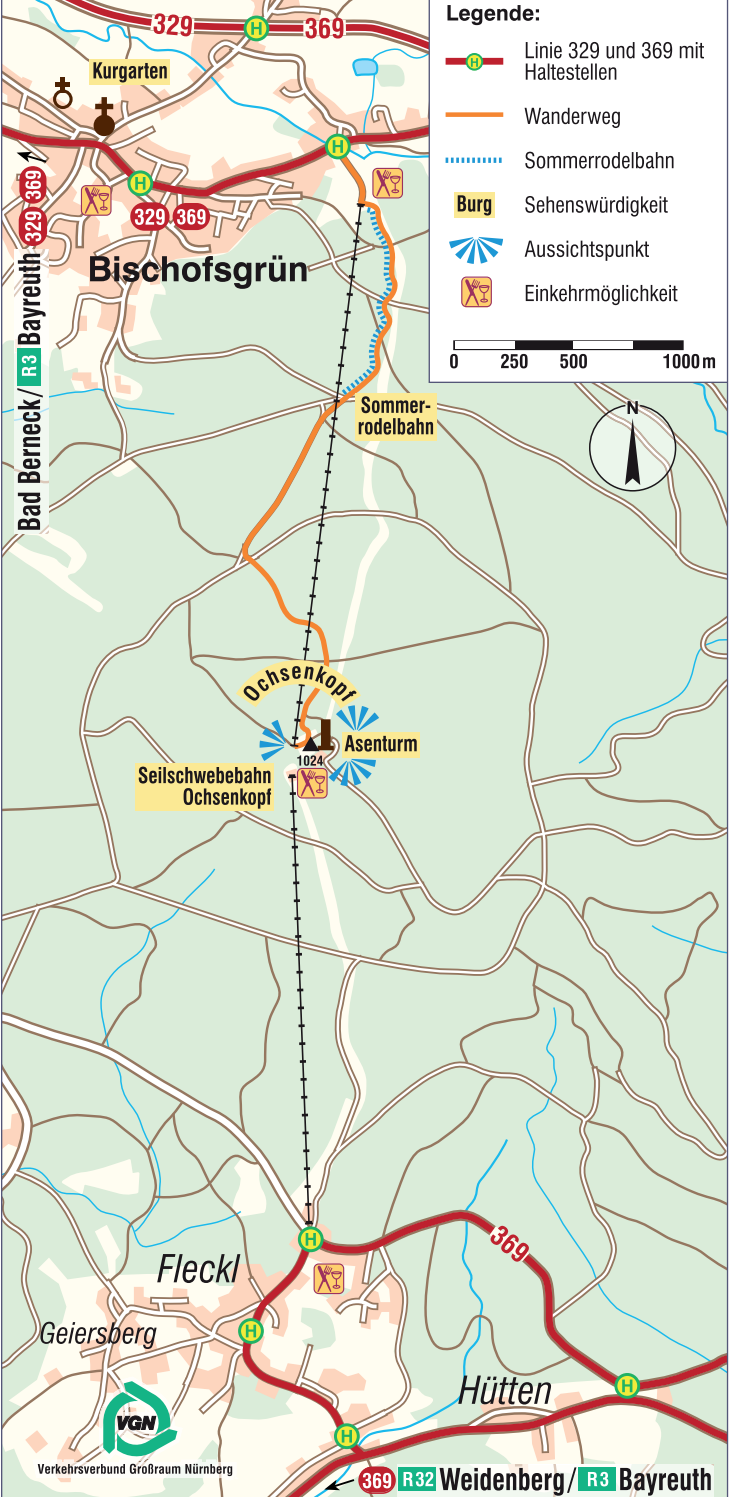 329
H
369
Kurgarten
H
H
329 369
329 369
Bischofsgrün
Bad Berneck/ R3 Bayreuth
Legende:
H
Linie 329 und 369 mit
Haltestellen
Wanderweg
Sommerrodelbahn
Burg
Sehenswürdigkeit
Aussichtspunkt
Einkehrmöglichkeit
0 250 500 1000 m
N
Sommer-
rodelbahn
Ochsenkopf
Asenturm
1024
Seilschwebebahn
Ochsenkopf
H
369
Fleckl
H
Geiersberg
Hütten
H
H
VGN
Verkehrsverbund Großraum Nürnberg
369 R32 Weidenberg/ R3 Bayreuth